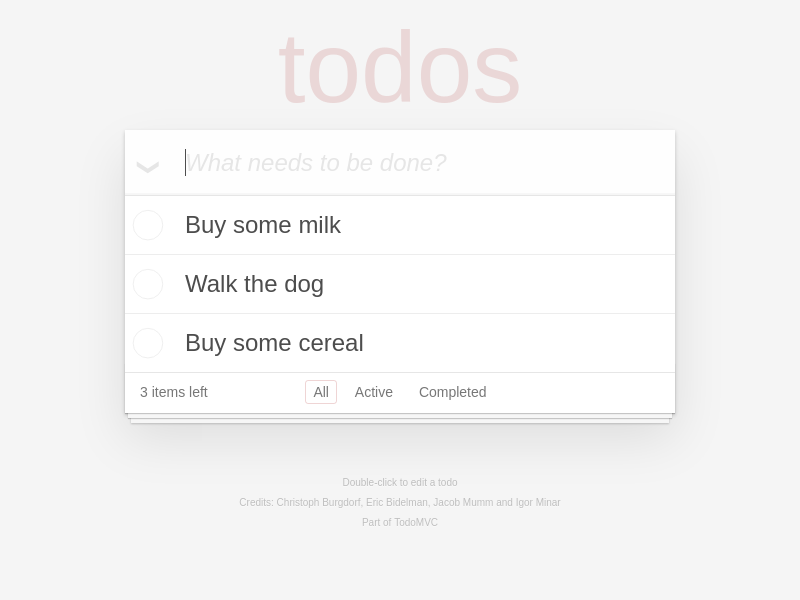 todos
What needs to be done?
Buy some milk
Walk the dog
Buy some cereal
3 items left All Active Completed
Double-click to edit a todo
Credits: Christoph Burgdorf, Eric Bidelman, Jacob Mumm and Igor Minar
Part of TodoMVC